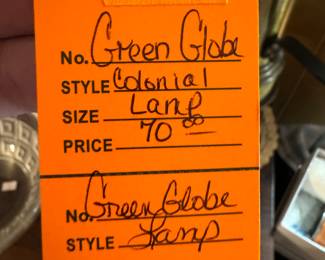 No. Green Globe
STYLE Colonial
SIZE Lamp
PRICE 70 00
No. Green Globe
STYLE Lamp